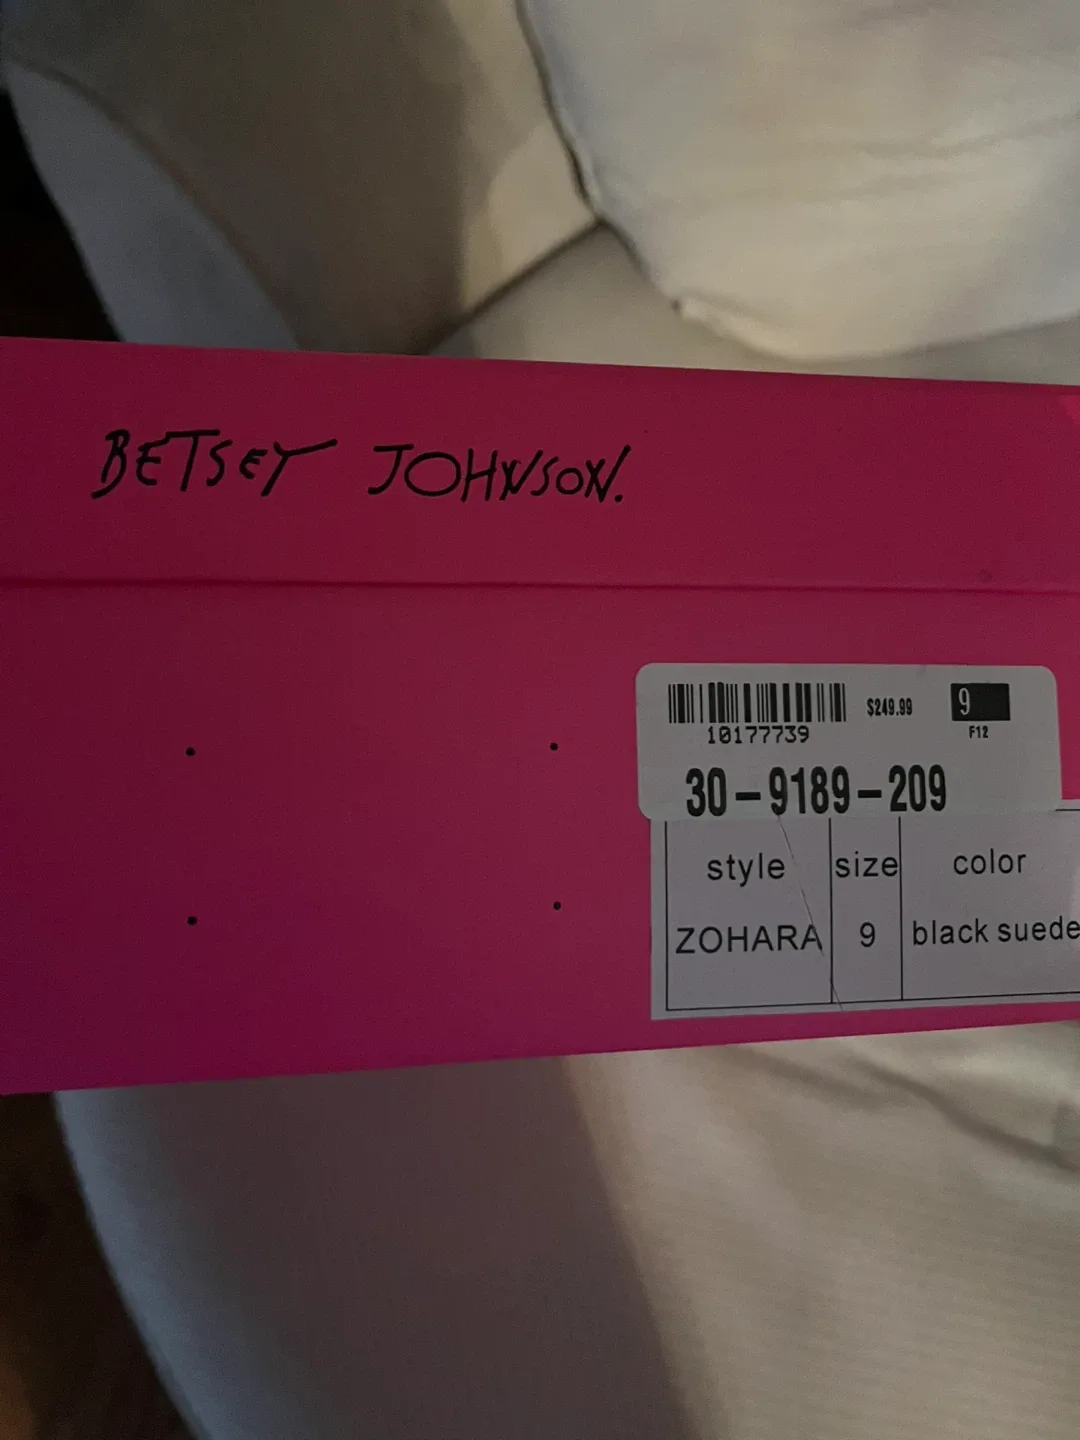 BETSEY JOHNSON.
10177739 $249.99 9 F12
30-9189-209
style size color
ZOHARA 9 black suede